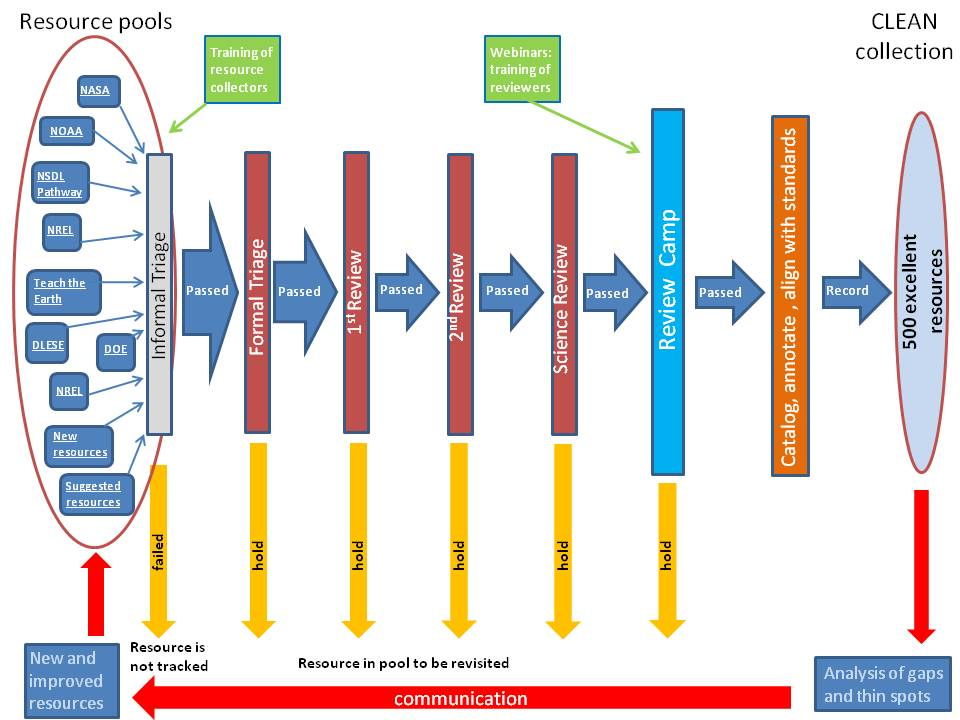 Resource pools
CLEAN
collection
Training of
resource
collectors
Webinars:
training of
reviewers
NASA
NOAA
NSDL
Pathway
NREL
Teach the
Earth
DLESE
DOE
NREL
New
resources
Suggested
resources
Informal Triage
Passed
Formal Triage
Passed
1st Review
Passed
2nd Review
Passed
Science Review
Passed
Review Camp
Passed
Catalog, annotate , align with standards
Record
500 excellent
resources
failed
hold
hold
hold
hold
hold
Resource is
not tracked
Resource in pool to be revisited
New and
improved
resources
communication
Analysis of gaps
and thin spots